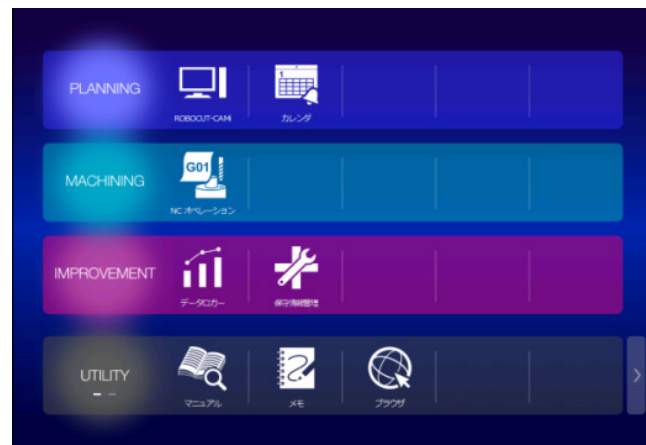 PLANNING
ROBOCUT-CAMi
カレンダ
1
MACHINING
G01
NC オペレーション
IMPROVEMENT
データロガー
保守情報管理
UTILITY
マニュアル
メモ
ブラウザ